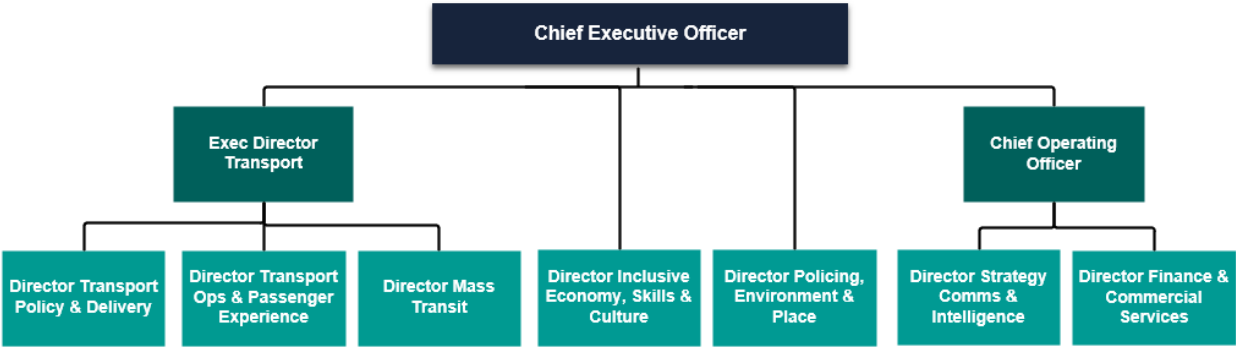 Chief Executive Officer
Exec Director
Transport
Chief Operating
Officer
Director Transport
Policy & Delivery
Director Transport
Ops & Passenger
Experience
Director Mass
Transit
Director Inclusive
Economy, Skills &
Culture
Director Policing,
Environment &
Place
Director Strategy
Comms &
Intelligence
Director Finance &
Commercial
Services